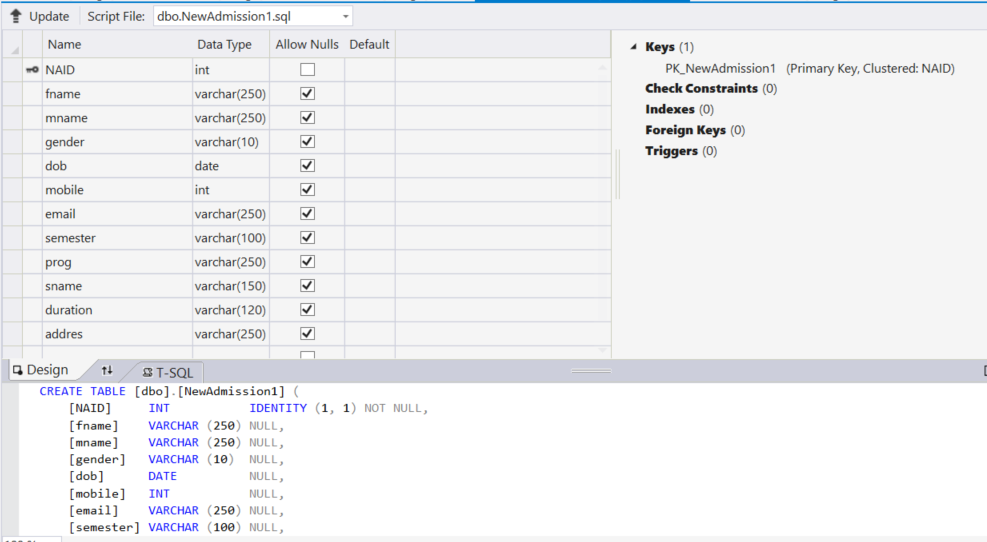 Update Script File: dbo.NewAdmission1.sql
Name Data Type Allow Nulls Default
NAID int
fname varchar(250)
mname varchar(250)
gender varchar(10)
dob date
mobile int
email varchar(250)
semester varchar(100)
prog varchar(250)
sname varchar(150)
duration varchar(120)
addres varchar(250)
Keys (1)
PK_NewAdmission1 (Primary Key, Clustered: NAID)
Check Constraints (0)
Indexes (0)
Foreign Keys (0)
Triggers (0)
Design T-SQL
CREATE TABLE [dbo].[NewAdmission1] (
[NAID] INT IDENTITY (1, 1) NOT NULL,
[fname] VARCHAR (250) NULL,
[mname] VARCHAR (250) NULL,
[gender] VARCHAR (10) NULL,
[dob] DATE NULL,
[mobile] INT NULL,
[email] VARCHAR (250) NULL,
[semester] VARCHAR (100) NULL,